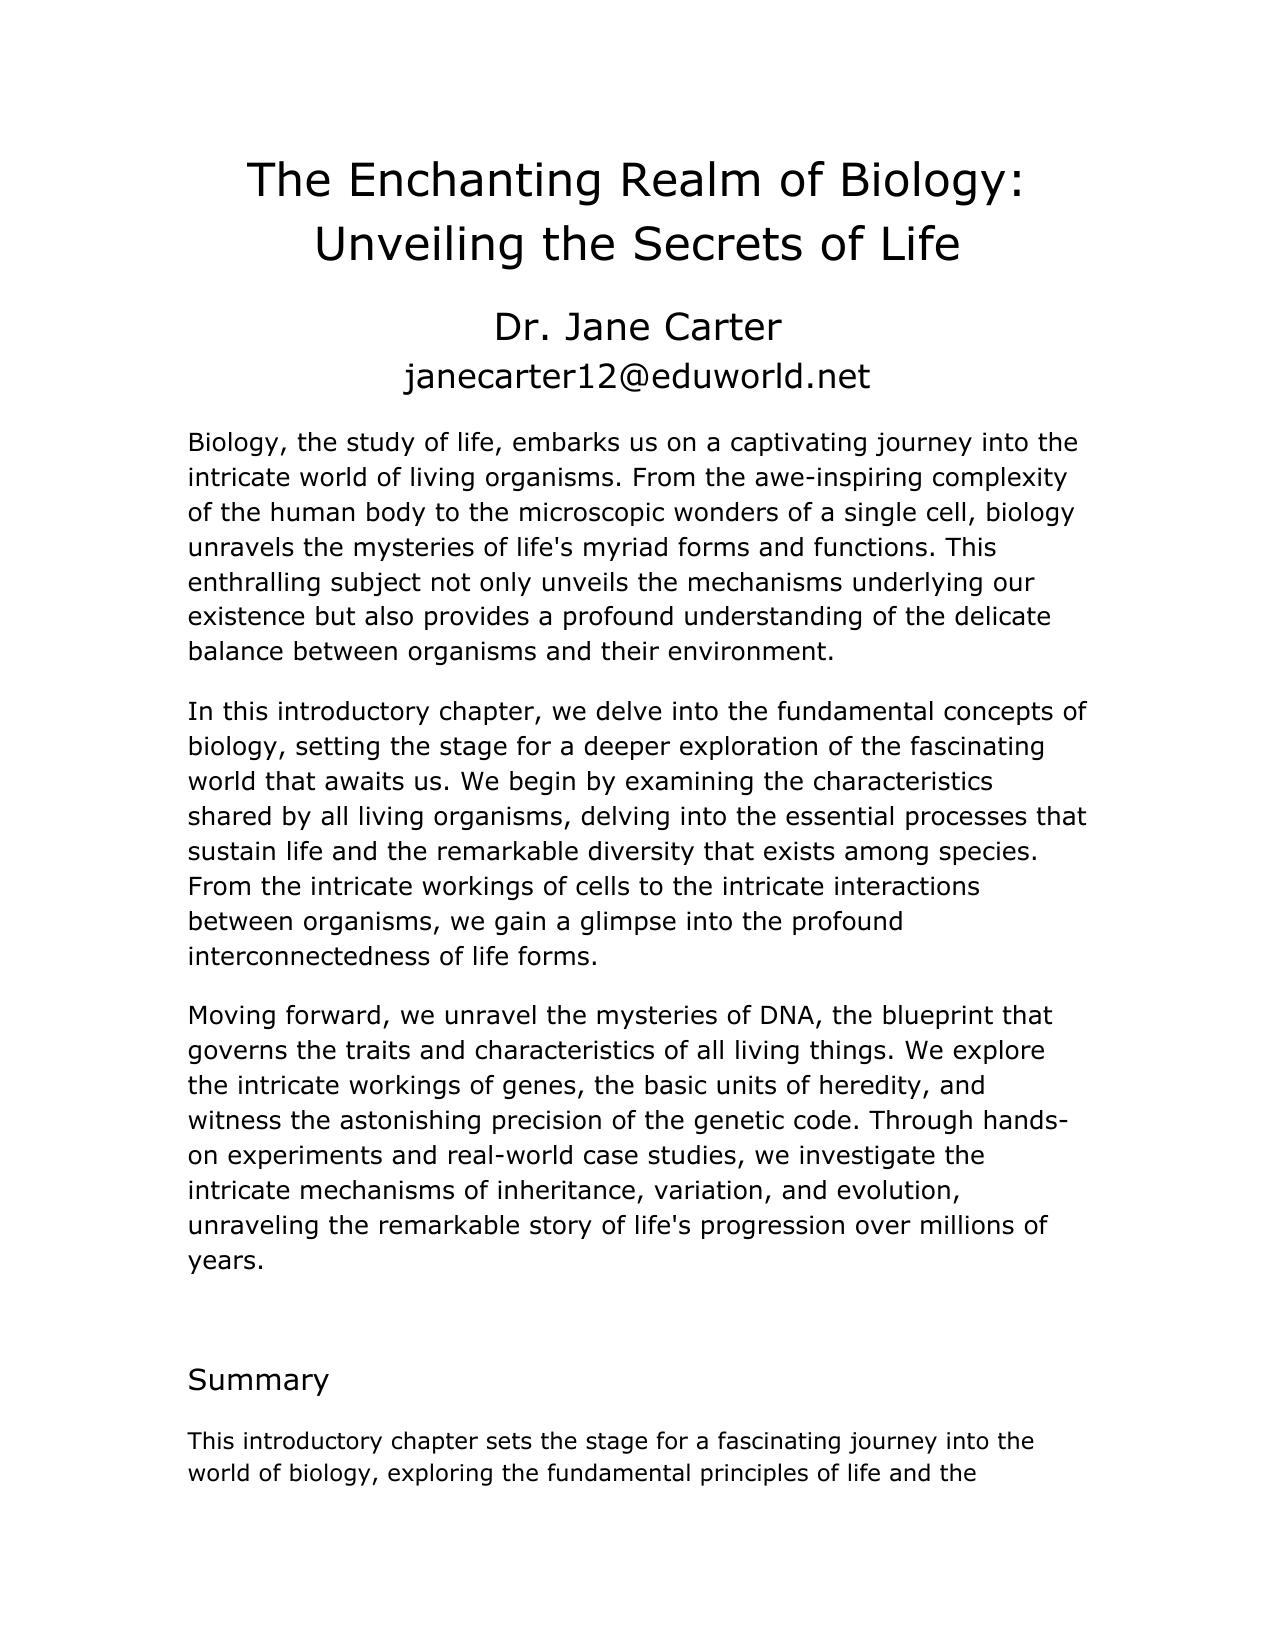 The Enchanting Realm of Biology:
Unveiling the Secrets of Life
Dr. Jane Carter
janecarter12@eduworld.net
Biology, the study of life, embarks us on a captivating journey into the
intricate world of living organisms. From the awe-inspiring complexity
of the human body to the microscopic wonders of a single cell, biology
unravels the mysteries of life's myriad forms and functions. This
enthralling subject not only unveils the mechanisms underlying our
existence but also provides a profound understanding of the delicate
balance between organisms and their environment.
In this introductory chapter, we delve into the fundamental concepts of
biology, setting the stage for a deeper exploration of the fascinating
world that awaits us. We begin by examining the characteristics
shared by all living organisms, delving into the essential processes that
sustain life and the remarkable diversity that exists among species.
From the intricate workings of cells to the intricate interactions
between organisms, we gain a glimpse into the profound
interconnectedness of life forms.
Moving forward, we unravel the mysteries of DNA, the blueprint that
governs the traits and characteristics of all living things. We explore
the intricate workings of genes, the basic units of heredity, and
witness the astonishing precision of the genetic code. Through hands-
on experiments and real-world case studies, we investigate the
intricate mechanisms of inheritance, variation, and evolution,
unraveling the remarkable story of life's progression over millions of
years.
Summary
This introductory chapter sets the stage for a fascinating journey into the
world of biology, exploring the fundamental principles of life and the